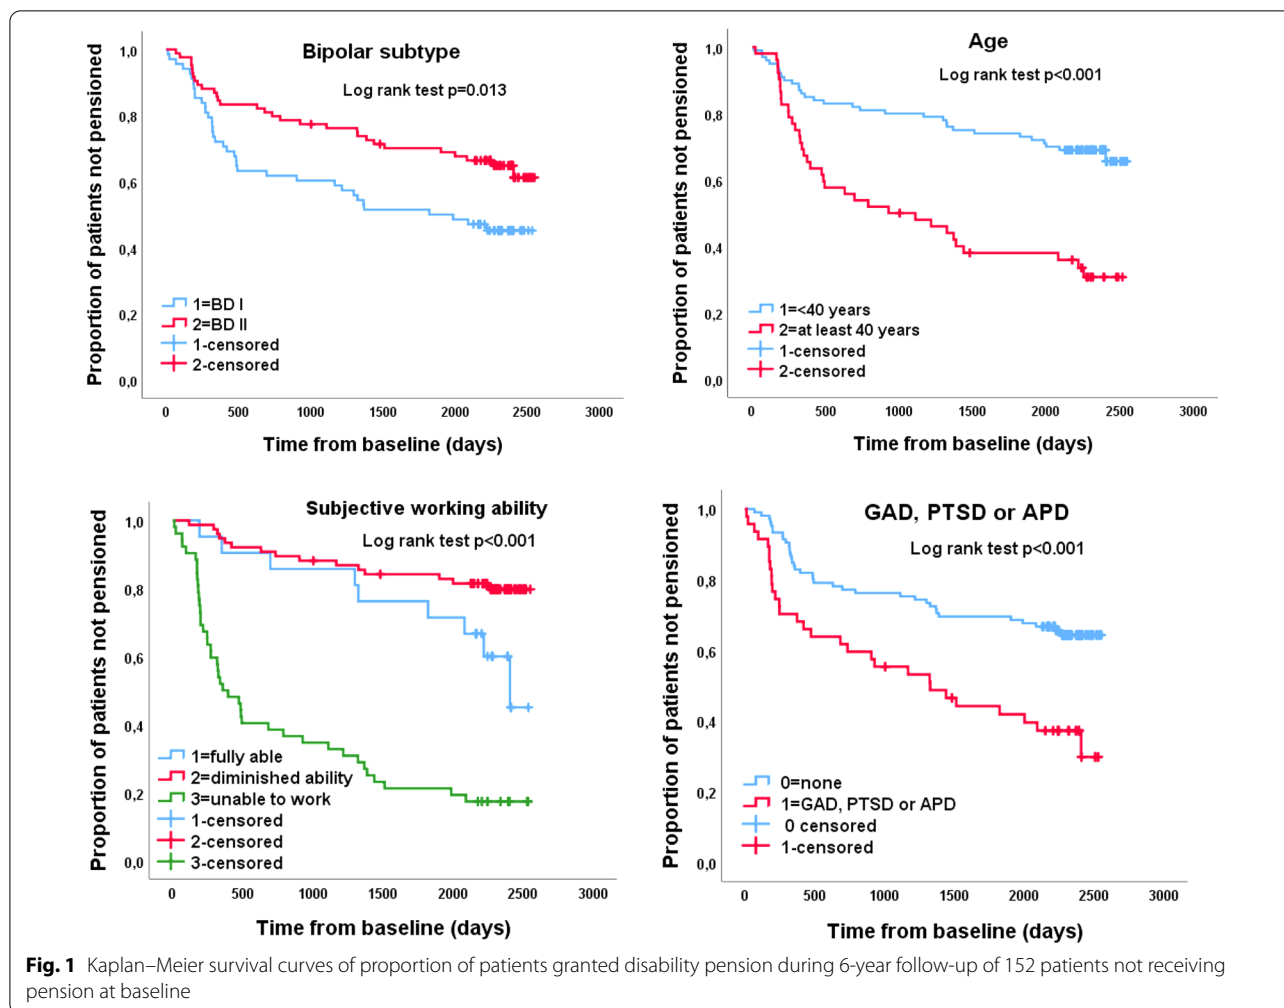 Bipolar subtype
Log rank test p=0.013
Proportion of patients not pensioned
1,0
0,8
0,6
0,4
0,2
0,0
1=BD I
2=BD II
1-censored
2-censored
0 500 1000 1500 2000 2500 3000
Time from baseline (days)
Age
Log rank test p<0.001
Proportion of patients not pensioned
1,0
0,8
0,6
0,4
0,2
0,0
1=<40 years
2=at least 40 years
1-censored
2-censored
0 500 1000 1500 2000 2500 3000
Time from baseline (days)
Subjective working ability
Log rank test p<0.001
Proportion of patients not pensioned
1,0
0,8
0,6
0,4
0,2
0,0
1=fully able
2=diminished ability
3=unable to work
1-censored
2-censored
3-censored
0 500 1000 1500 2000 2500 3000
Time from baseline (days)
GAD, PTSD or APD
Log rank test p<0.001
Proportion of patients not pensioned
1,0
0,8
0,6
0,4
0,2
0,0
0=none
1=GAD, PTSD or APD
0 censored
1-censored
0 500 1000 1500 2000 2500 3000
Time from baseline (days)
Fig. 1 Kaplan–Meier survival curves of proportion of patients granted disability pension during 6-year follow-up of 152 patients not receiving
pension at baseline